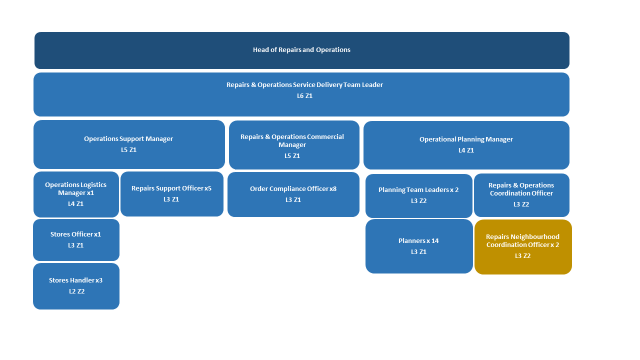 Head of Repairs and Operations
Repairs & Operations Service Delivery Team Leader
L6 Z1
Operations Support Manager
L5 Z1
Repairs & Operations Commercial
Manager
L5 Z1
Operational Planning Manager
L4 Z1
Operations Logistics
Manager x1
L4 Z1
Repairs Support Officer x5
L3 Z1
Order Compliance Officer x8
L3 Z1
Planning Team Leaders x 2
L3 Z2
Repairs & Operations
Coordination Officer
L3 Z2
Stores Officer x1
L3 Z1
Planners x 14
L3 Z1
Repairs Neighbourhood
Coordination Officer x 2
L3 Z2
Stores Handler x3
L2 Z2